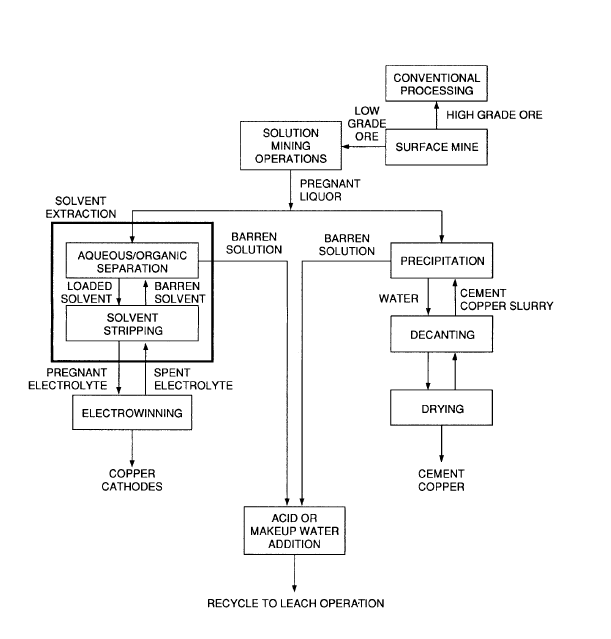 CONVENTIONAL
PROCESSING
LOW
GRADE
ORE
HIGH GRADE ORE
SOLUTION
MINING
OPERATIONS
SURFACE MINE
PREGNANT
LIQUOR
SOLVENT
EXTRACTION
BARREN
SOLUTION
BARREN
SOLUTION
AQUEOUS/ORGANIC
SEPARATION
PRECIPITATION
LOADED
SOLVENT
BARREN
SOLVENT
WATER
CEMENT
COPPER SLURRY
SOLVENT
STRIPPING
DECANTING
PREGNANT
ELECTROLYTE
SPENT
ELECTROLYTE
ELECTROWINNING
DRYING
COPPER
CATHODES
CEMENT
COPPER
ACID OR
MAKEUP WATER
ADDITION
RECYCLE TO LEACH OPERATION